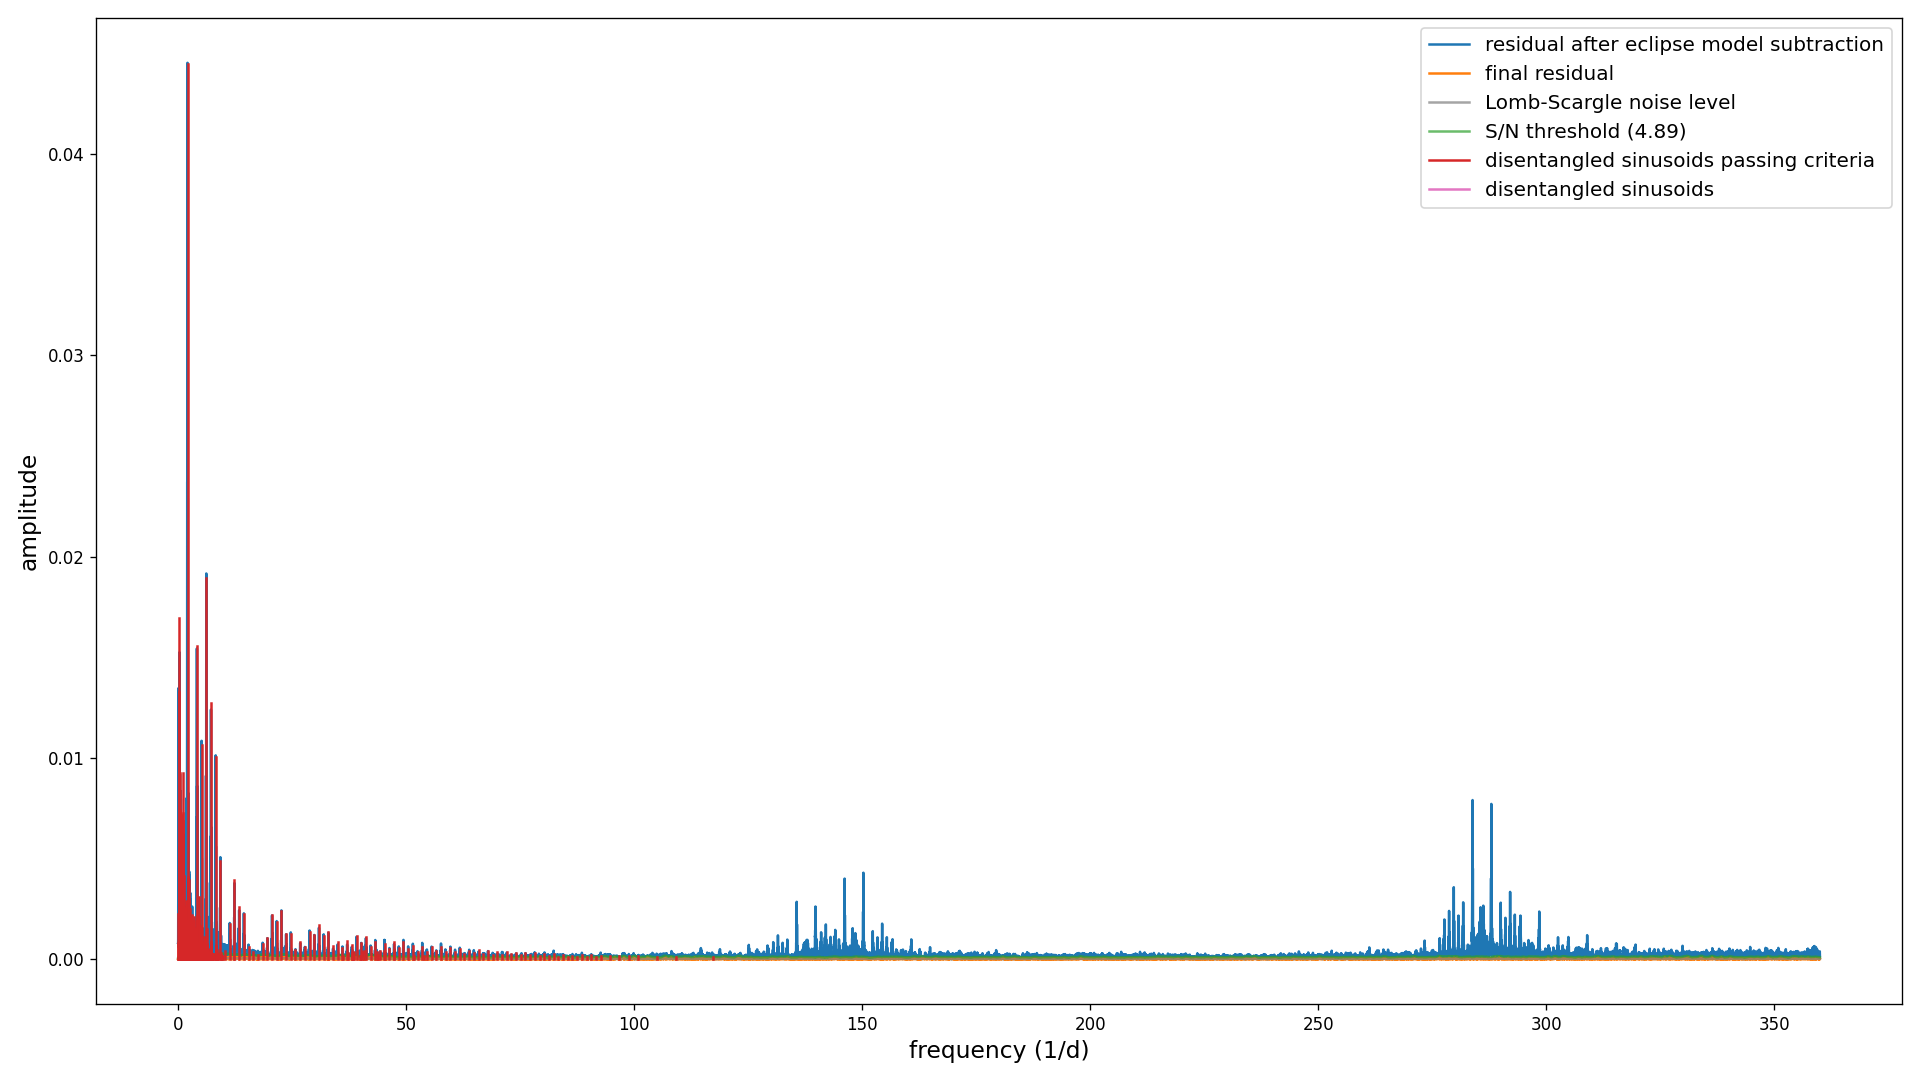 residual after eclipse model subtraction
final residual
Lomb-Scargle noise level
S/N threshold (4.89)
disentangled sinusoids passing criteria
disentangled sinusoids
amplitude
0.04
0.03
0.02
0.01
0.00
0 50 100 150 200 250 300 350
frequency (1/d)